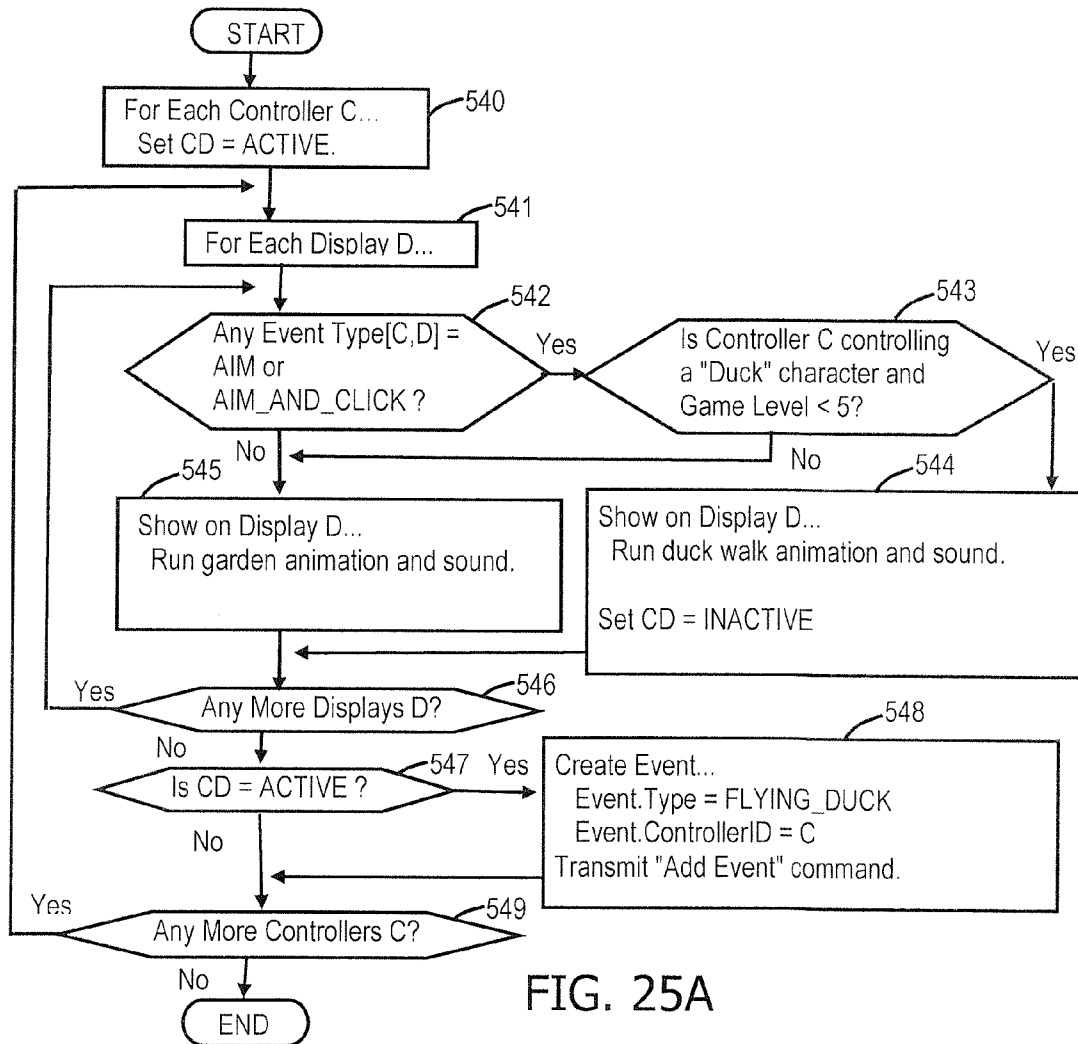 START
For Each Controller C...
Set CD = ACTIVE.
540
541
For Each Display D...
542
Any Event Type[C,D] =
AIM or
AIM_AND_CLICK ?
Yes
No
543
Is Controller C controlling
a "Duck" character and
Game Level < 5?
Yes
No
545
Show on Display D...
Run garden animation and sound.
544
Show on Display D...
Run duck walk animation and sound.
Set CD = INACTIVE
546
Any More Displays D?
Yes
No
547
Is CD = ACTIVE ?
Yes
No
548
Create Event...
Event.Type = FLYING_DUCK
Event.ControllerID = C
Transmit "Add Event" command.
549
Any More Controllers C?
Yes
No
END
FIG. 25A